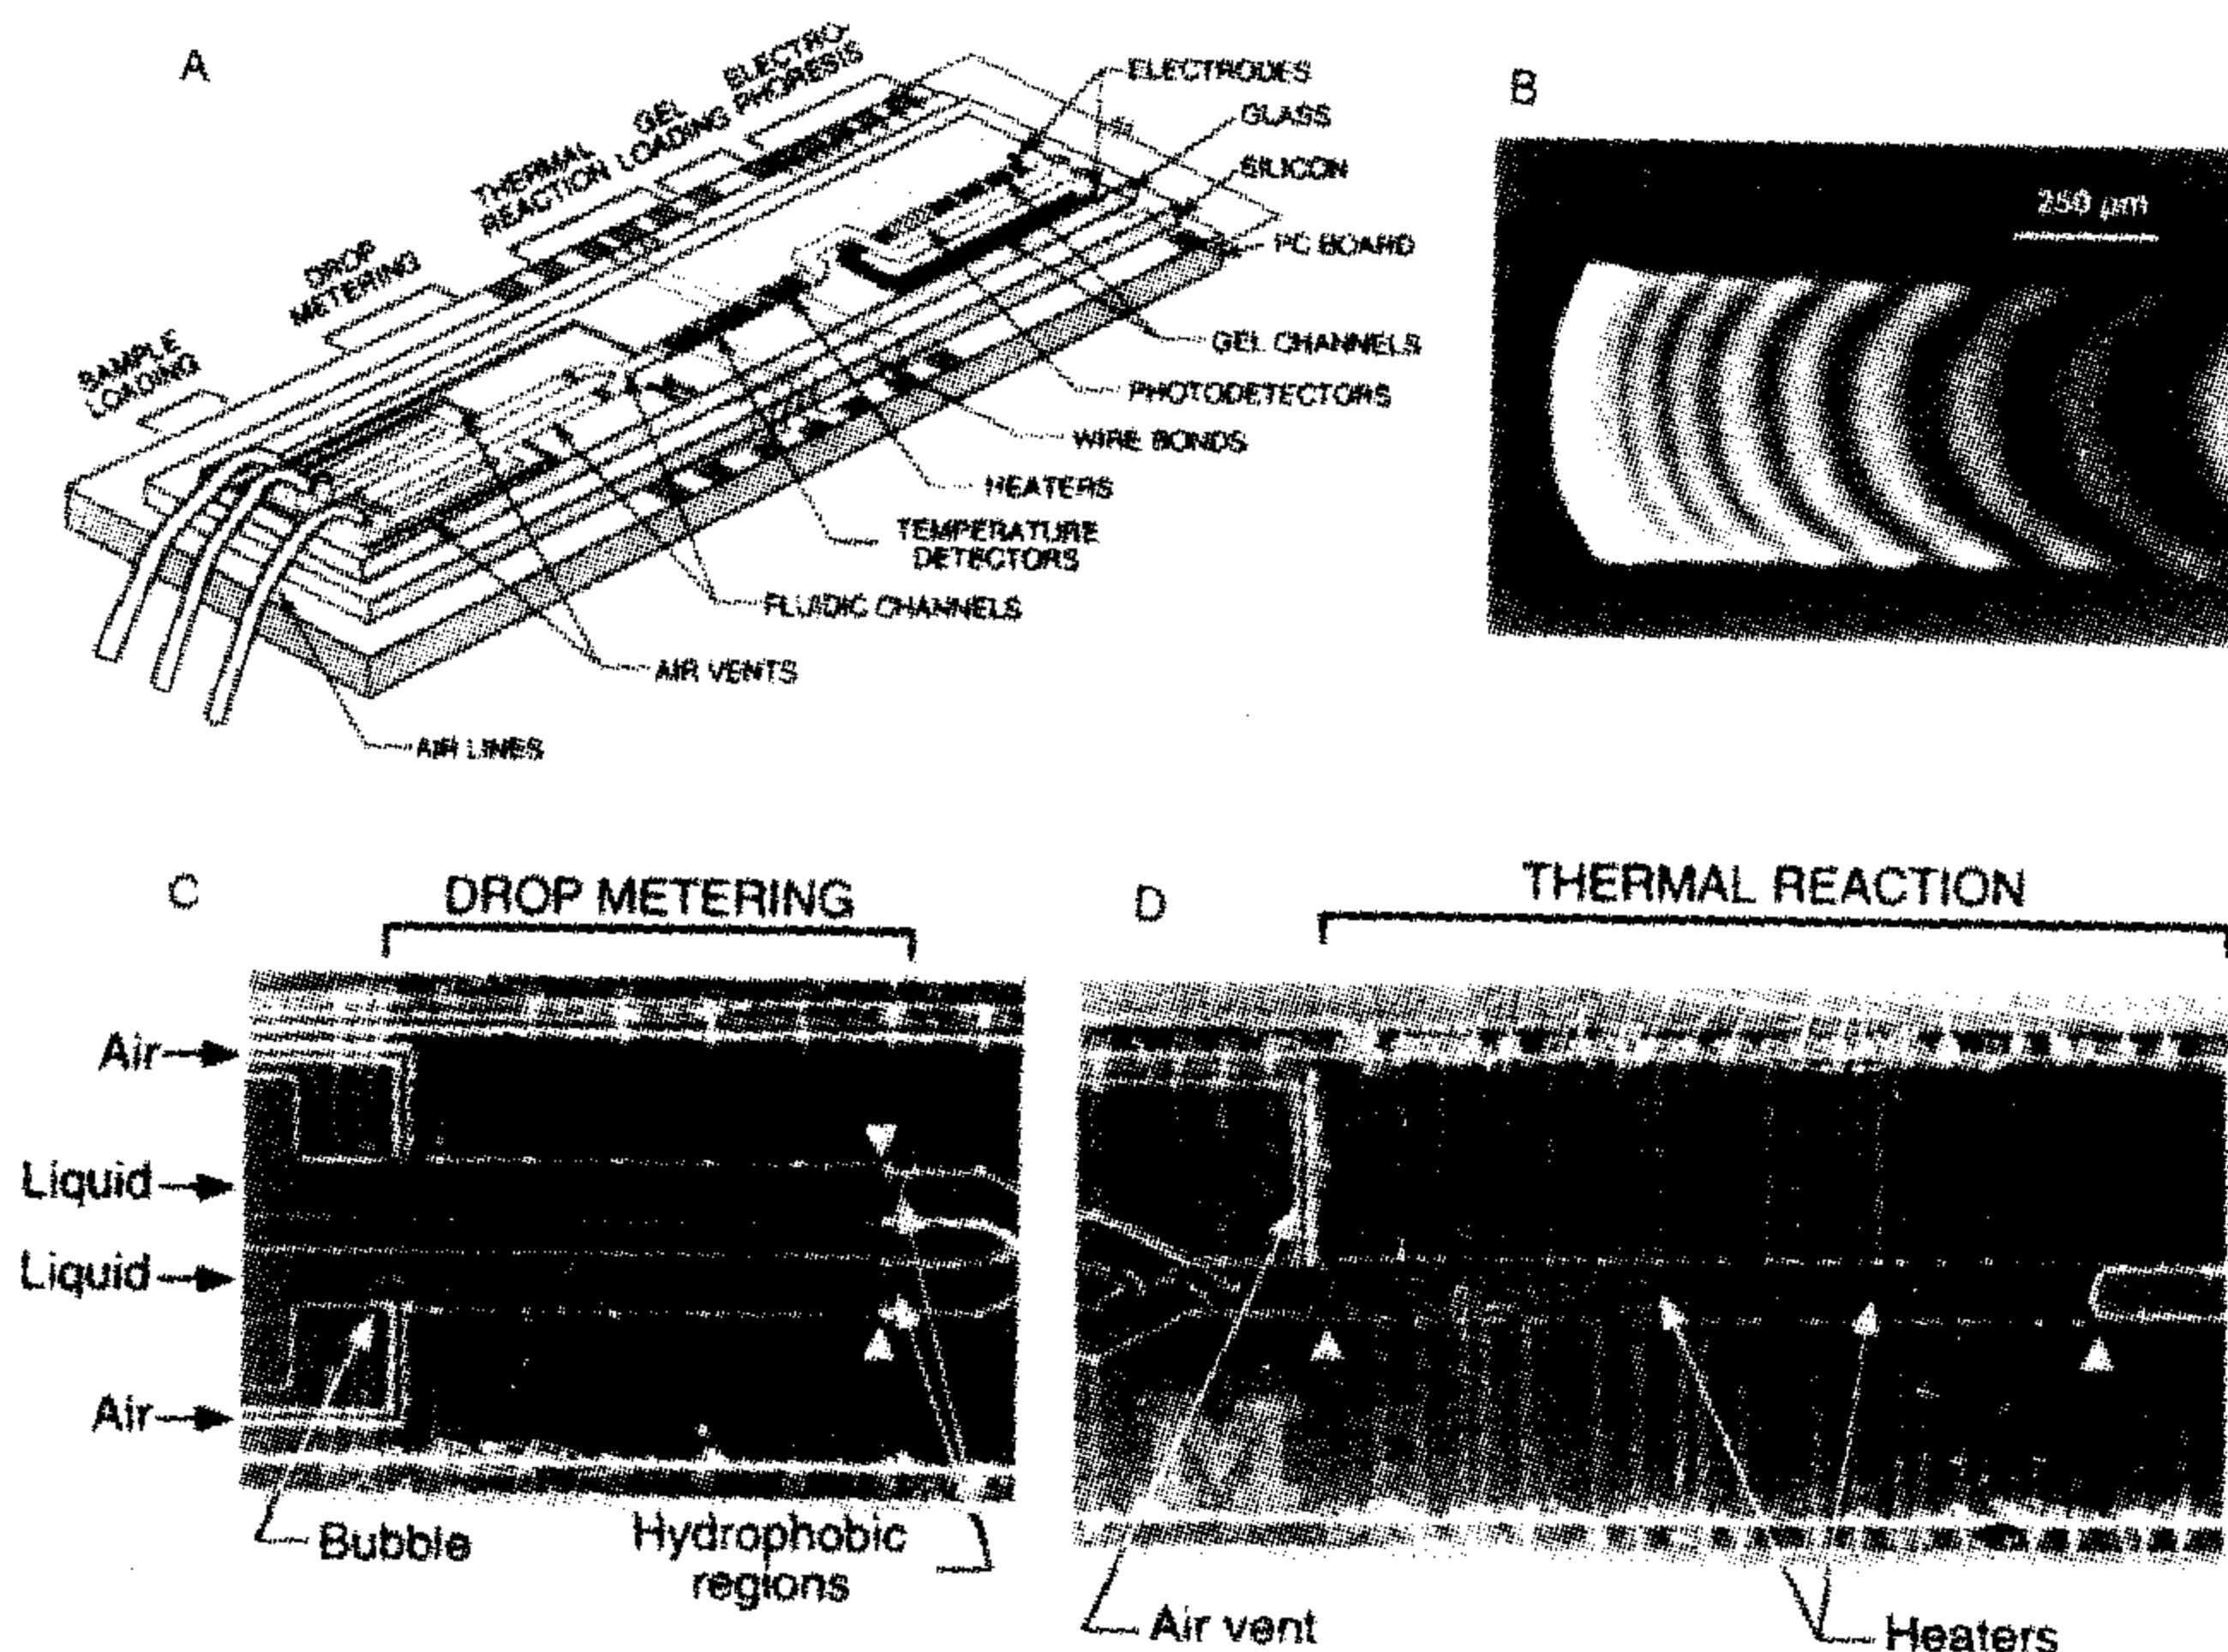 A
SAMPLE
LOADING
DROP
METERING
THERMAL
REACTION
GEL
LOADING
ELECTRO-
PHORESIS
ELECTRODES
GLASS
SILICON
PC BOARD
GEL CHANNELS
PHOTODETECTORS
WIRE BONDS
HEATERS
TEMPERATURE
DETECTORS
FLUIDIC CHANNELS
AIR VENTS
AIR LINES
B
250 µm
C
DROP METERING
Air
Liquid
Liquid
Air
Bubble
Hydrophobic
regions
D
THERMAL REACTION
Air vent
Heaters